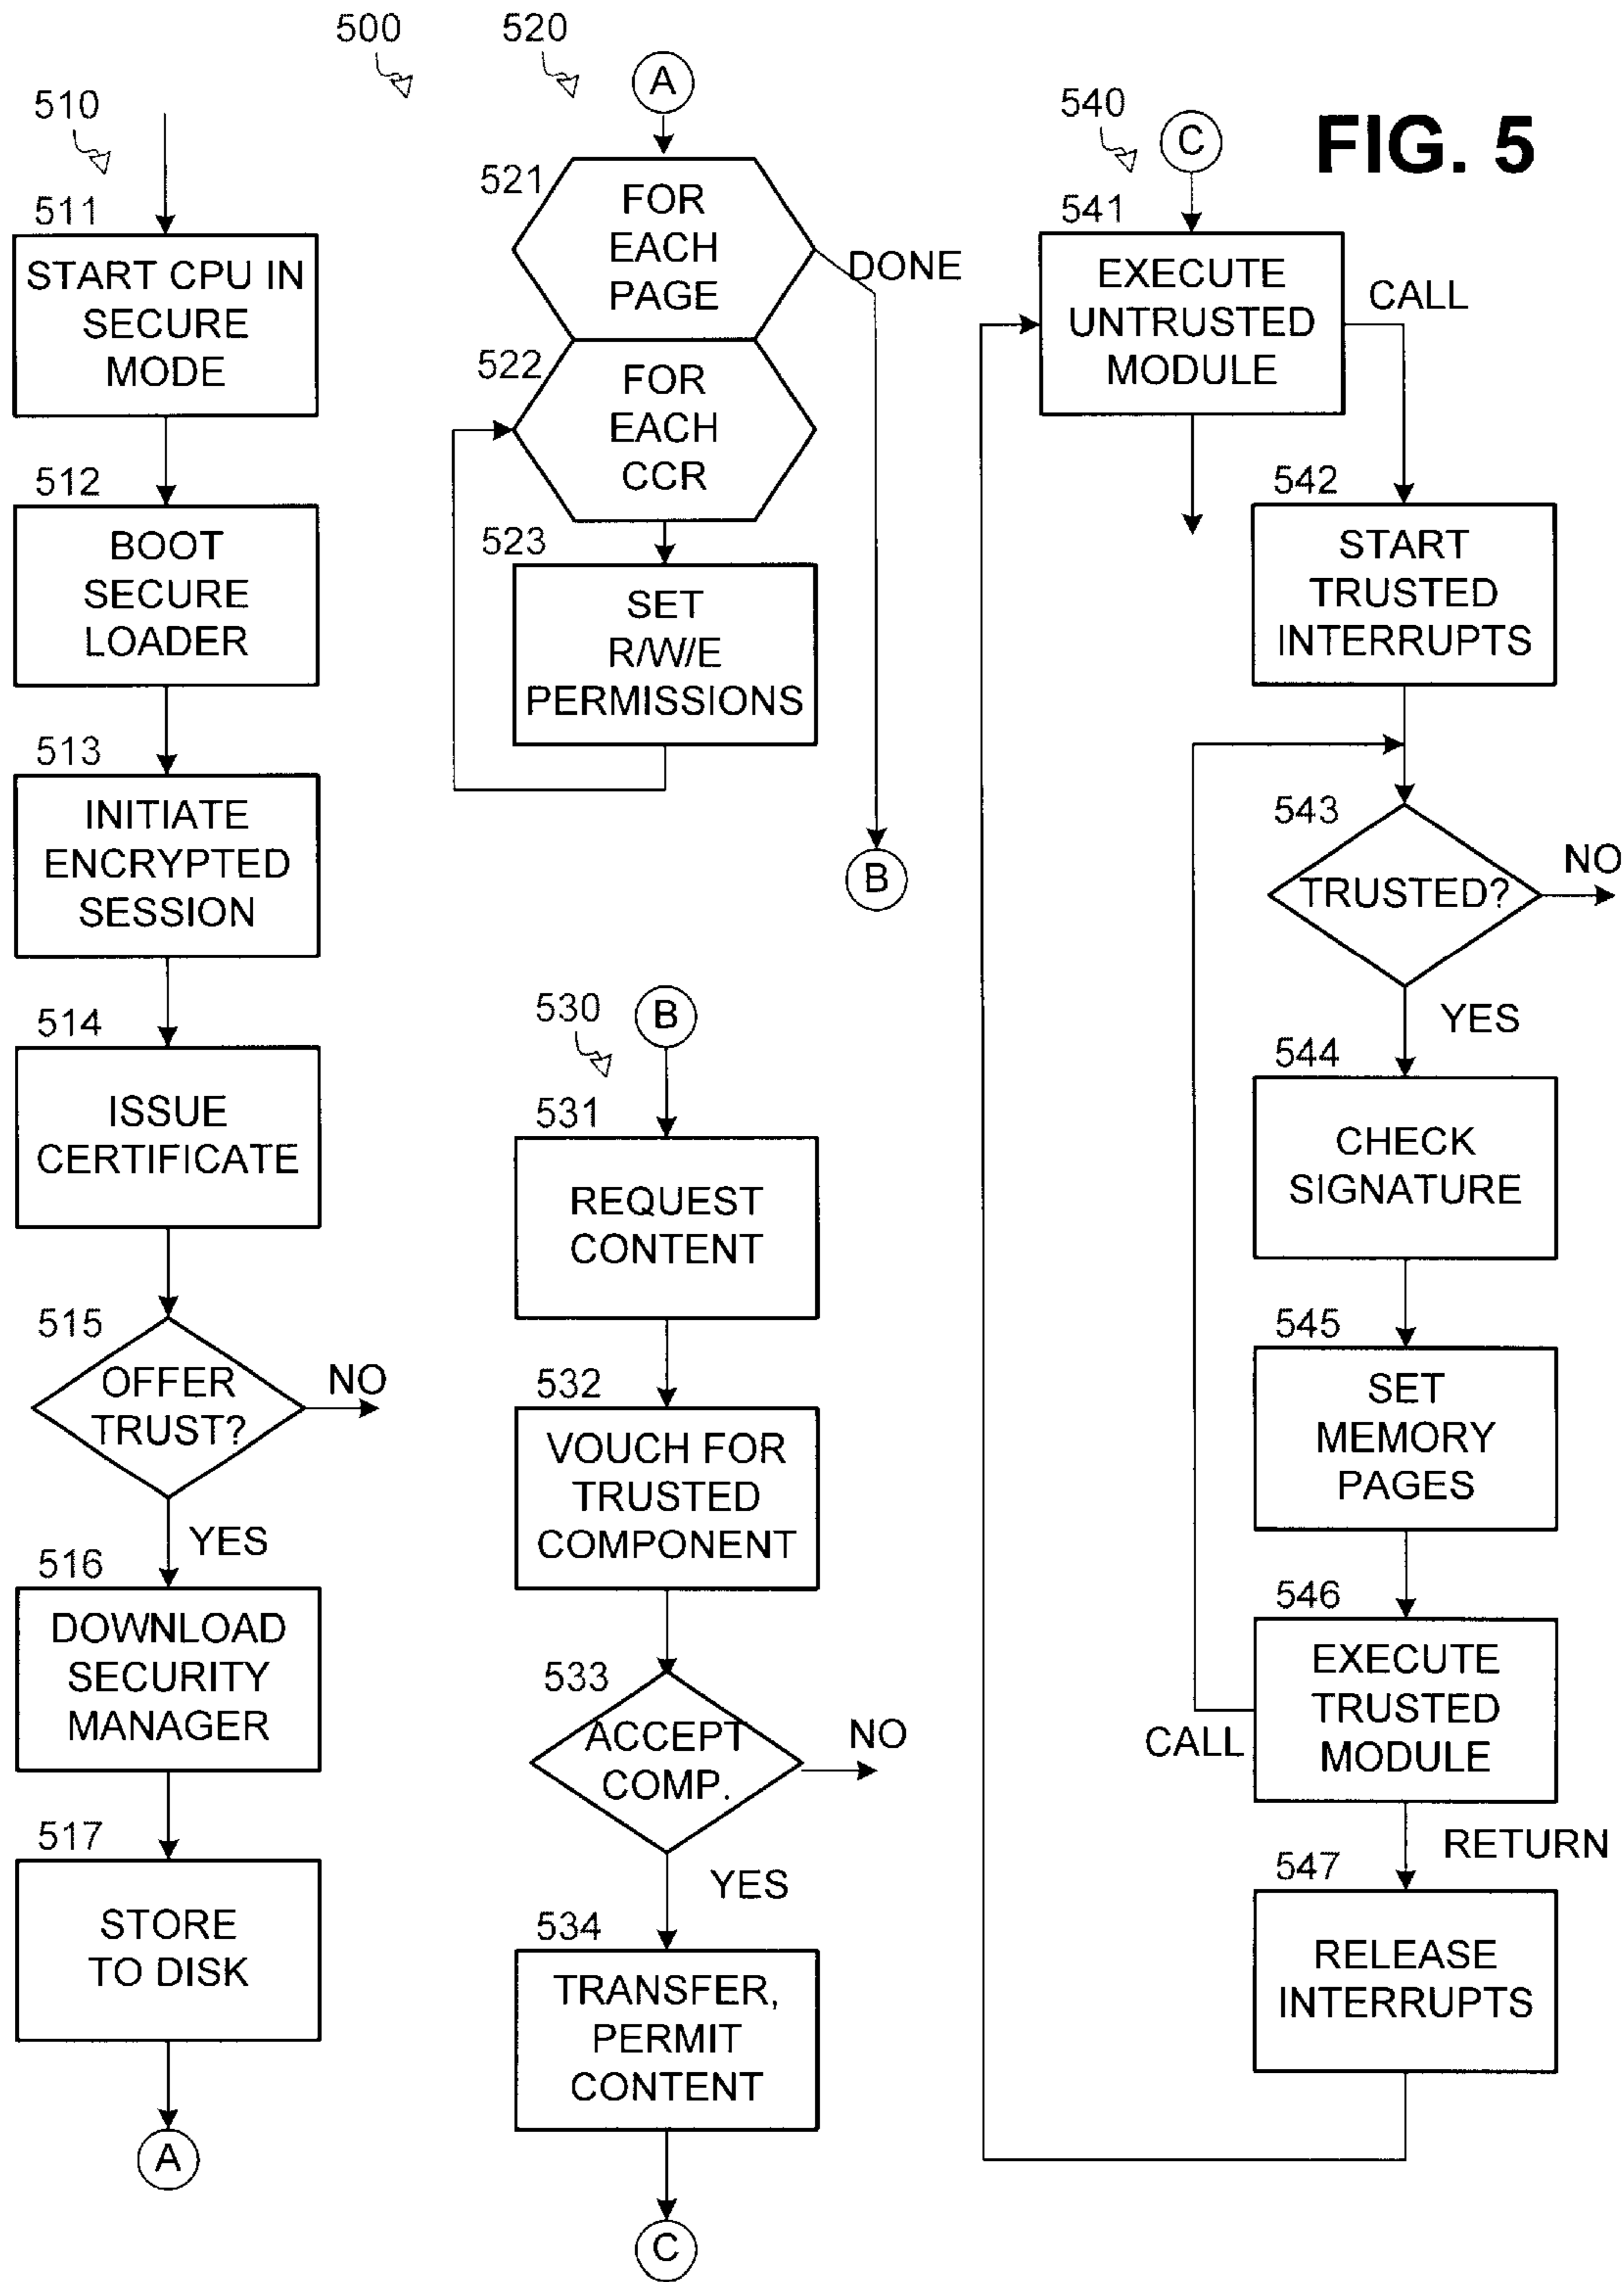 500
510
511
START CPU IN
SECURE
MODE
512
BOOT
SECURE
LOADER
513
INITIATE
ENCRYPTED
SESSION
514
ISSUE
CERTIFICATE
515
OFFER
TRUST?
NO
YES
516
DOWNLOAD
SECURITY
MANAGER
517
STORE
TO DISK
A
520
A
521
FOR
EACH
PAGE
DONE
522
FOR
EACH
CCR
523
SET
R/W/E
PERMISSIONS
B
530
B
531
REQUEST
CONTENT
532
VOUCH FOR
TRUSTED
COMPONENT
533
ACCEPT
COMP.
NO
YES
534
TRANSFER,
PERMIT
CONTENT
C
FIG. 5
540
C
541
EXECUTE
UNTRUSTED
MODULE
CALL
542
START
TRUSTED
INTERRUPTS
543
TRUSTED?
NO
YES
544
CHECK
SIGNATURE
545
SET
MEMORY
PAGES
546
EXECUTE
TRUSTED
MODULE
CALL
RETURN
547
RELEASE
INTERRUPTS